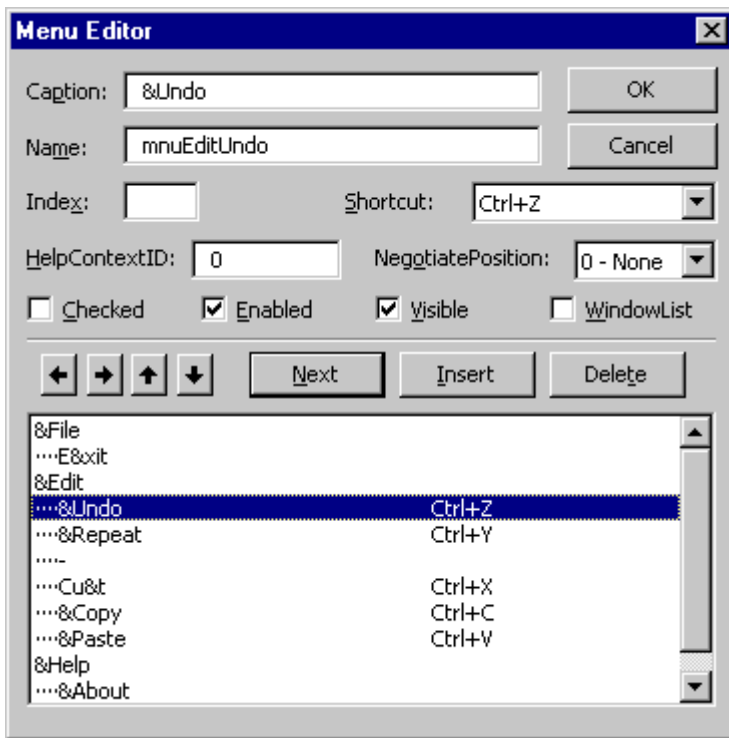 Menu Editor
Caption: &Undo OK
Name: mnuEditUndo Cancel
Index: Shortcut: Ctrl+Z
HelpContextID: 0 NegotiatePosition: 0 - None
Checked Enabled Visible WindowList
Next Insert Delete
&File
····E&xit
&Edit
····&Undo Ctrl+Z
····&Repeat Ctrl+Y
····-
····Cu&t Ctrl+X
····&Copy Ctrl+C
····&Paste Ctrl+V
&Help
····&About